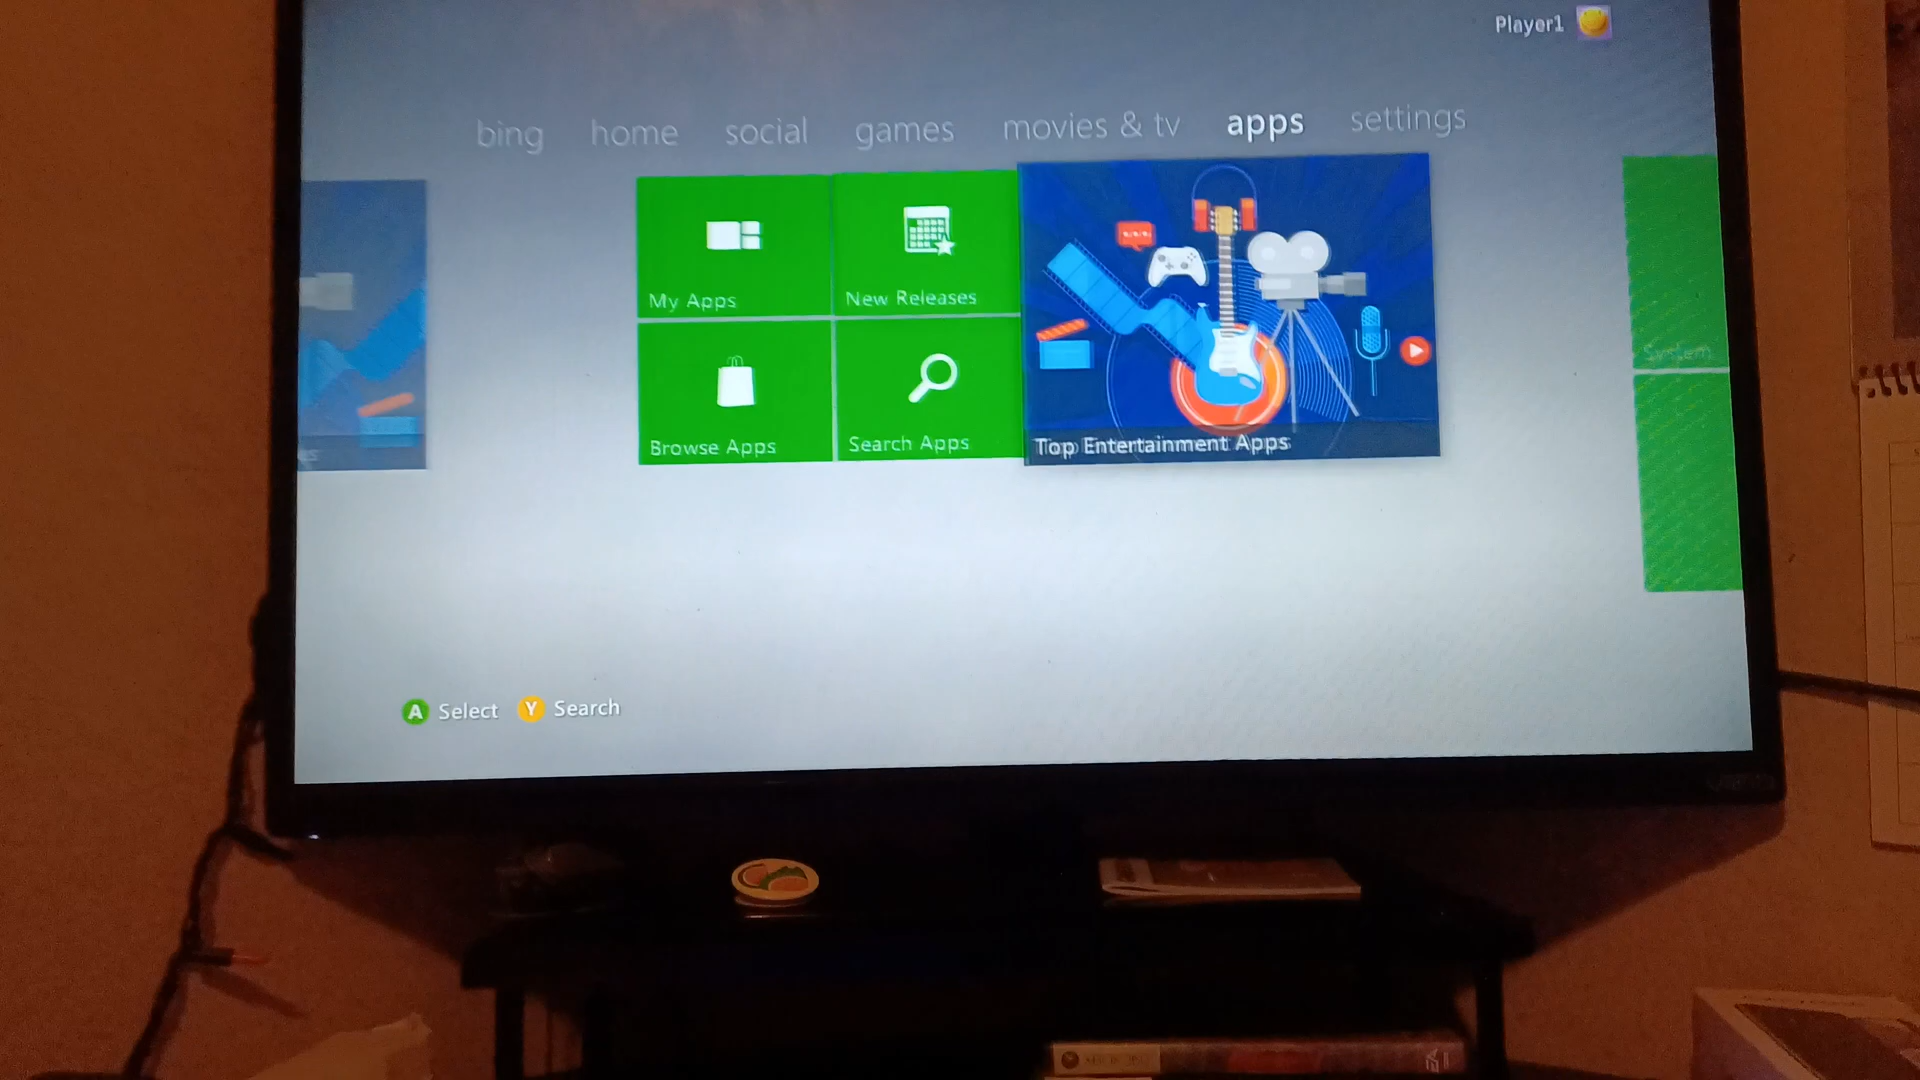 Player1
bing home social games movies & tv apps settings
My Apps
New Releases
System
Browse Apps
Search Apps
Top Entertainment Apps
A Select Y Search